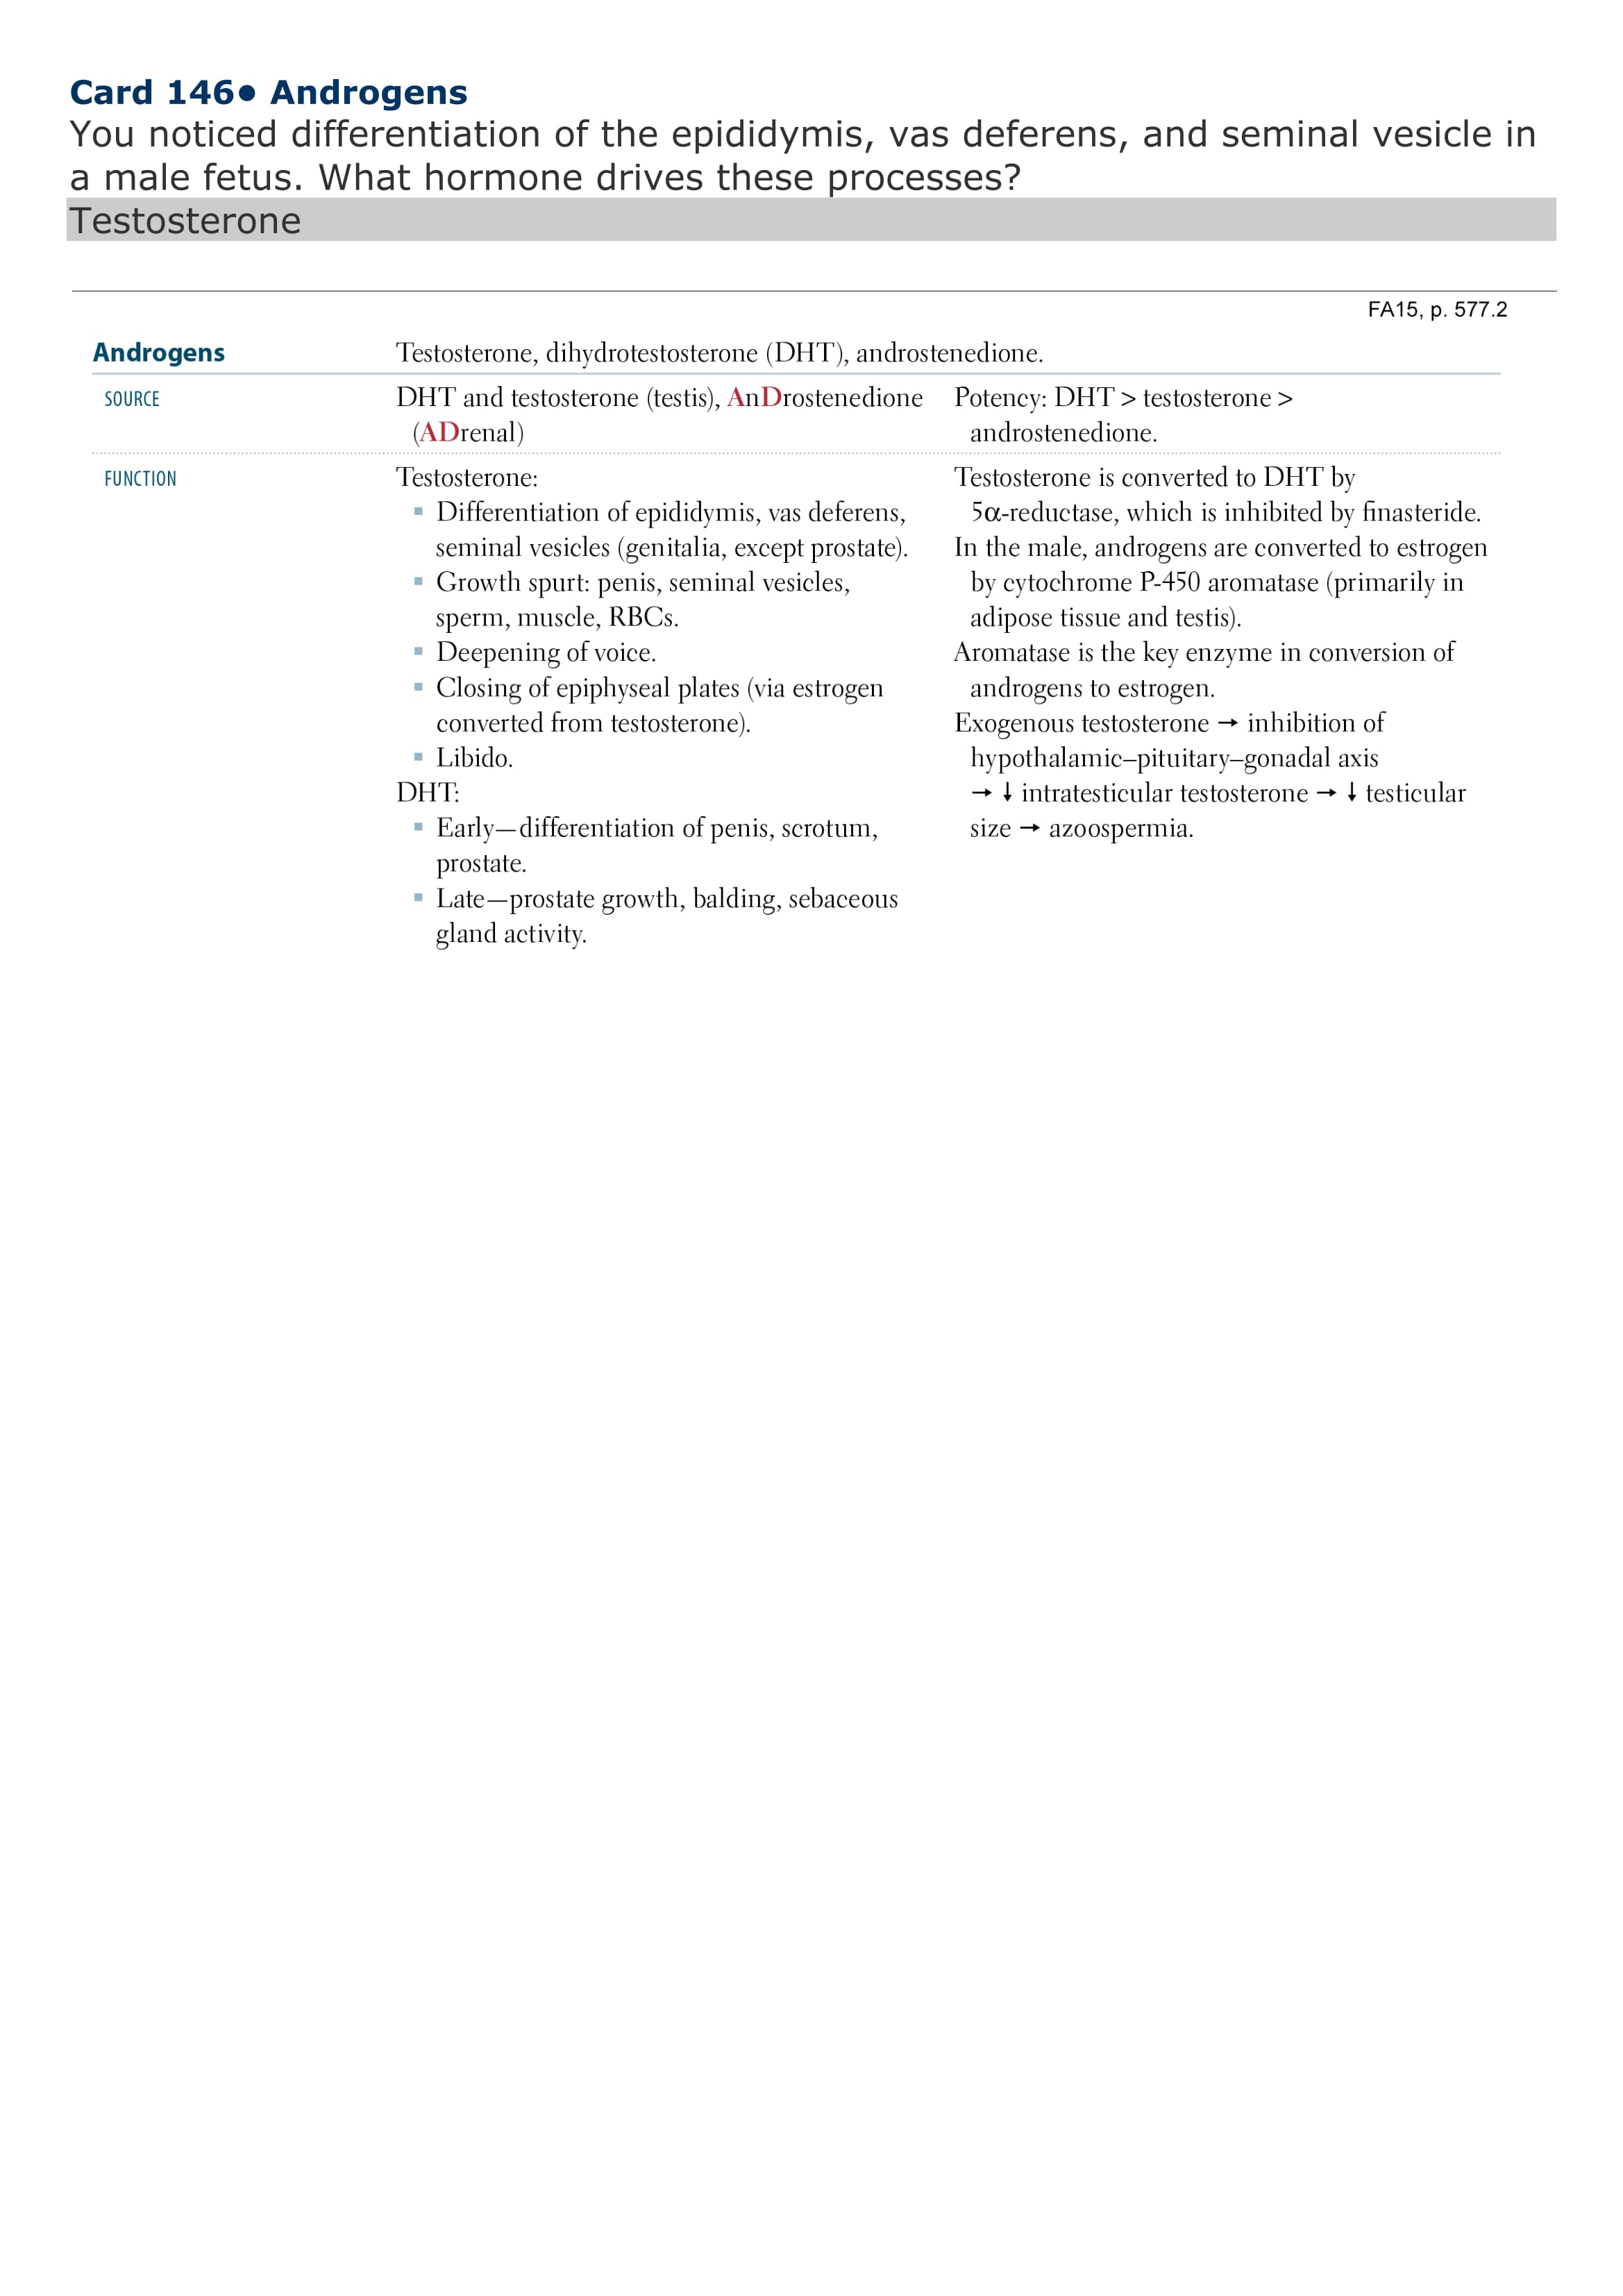 Card 146• Androgens
You noticed differentiation of the epididymis, vas deferens, and seminal vesicle in
a male fetus. What hormone drives these processes?
Testosterone
FA15, p. 577.2
Androgens
Testosterone, dihydrotestosterone (DHT), androstenedione.
SOURCE
DHT and testosterone (testis), AnDrostenedione
(ADrenal)
Potency: DHT > testosterone >
androstenedione.
FUNCTION
Testosterone:
▪ Differentiation of epididymis, vas deferens,
seminal vesicles (genitalia, except prostate).
▪ Growth spurt: penis, seminal vesicles,
sperm, muscle, RBCs.
▪ Deepening of voice.
▪ Closing of epiphyseal plates (via estrogen
converted from testosterone).
▪ Libido.
DHT:
▪ Early—differentiation of penis, scrotum,
prostate.
▪ Late—prostate growth, balding, sebaceous
gland activity.
Testosterone is converted to DHT by
5α-reductase, which is inhibited by finasteride.
In the male, androgens are converted to estrogen
by cytochrome P-450 aromatase (primarily in
adipose tissue and testis).
Aromatase is the key enzyme in conversion of
androgens to estrogen.
Exogenous testosterone → inhibition of
hypothalamic–pituitary–gonadal axis
→ ↓ intratesticular testosterone → ↓ testicular
size → azoospermia.